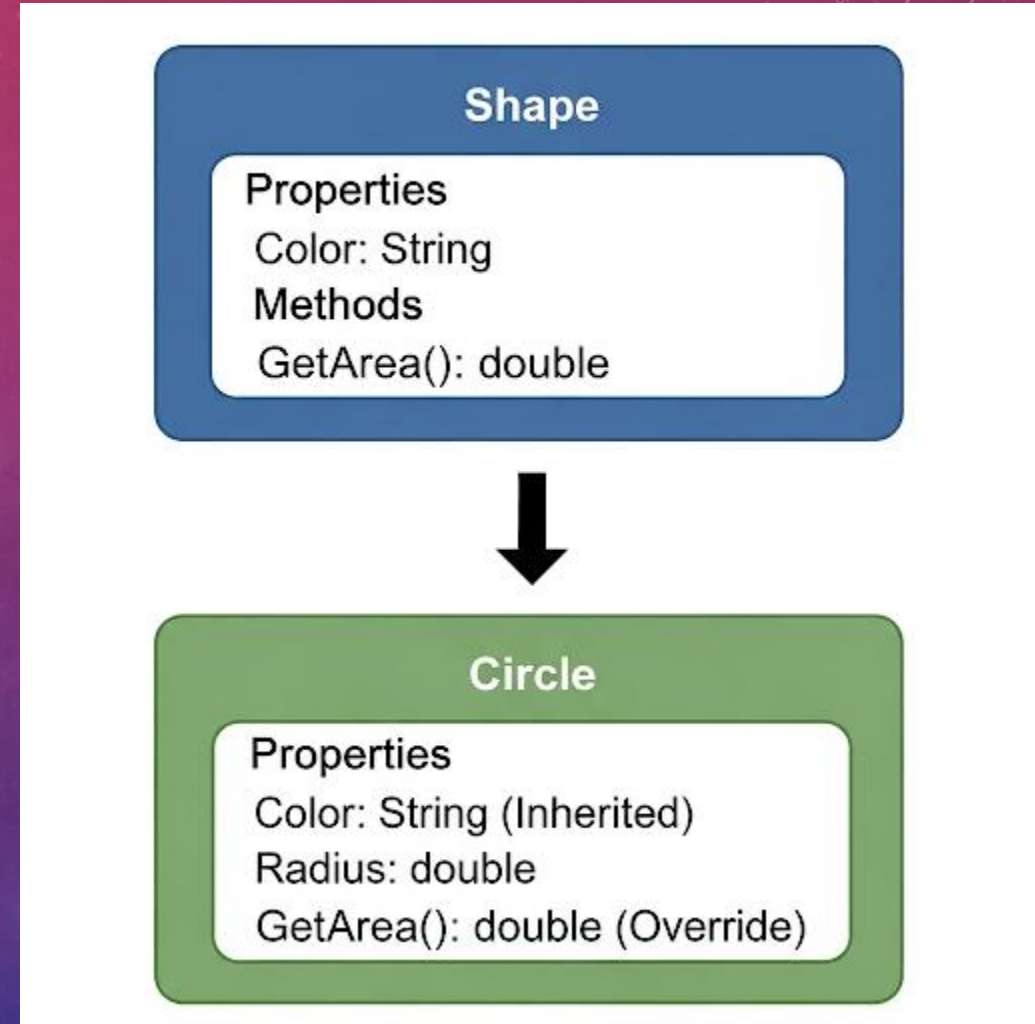 Shape
Properties
Color: String
Methods
GetArea(): double
Circle
Properties
Color: String (Inherited)
Radius: double
GetArea(): double (Override)